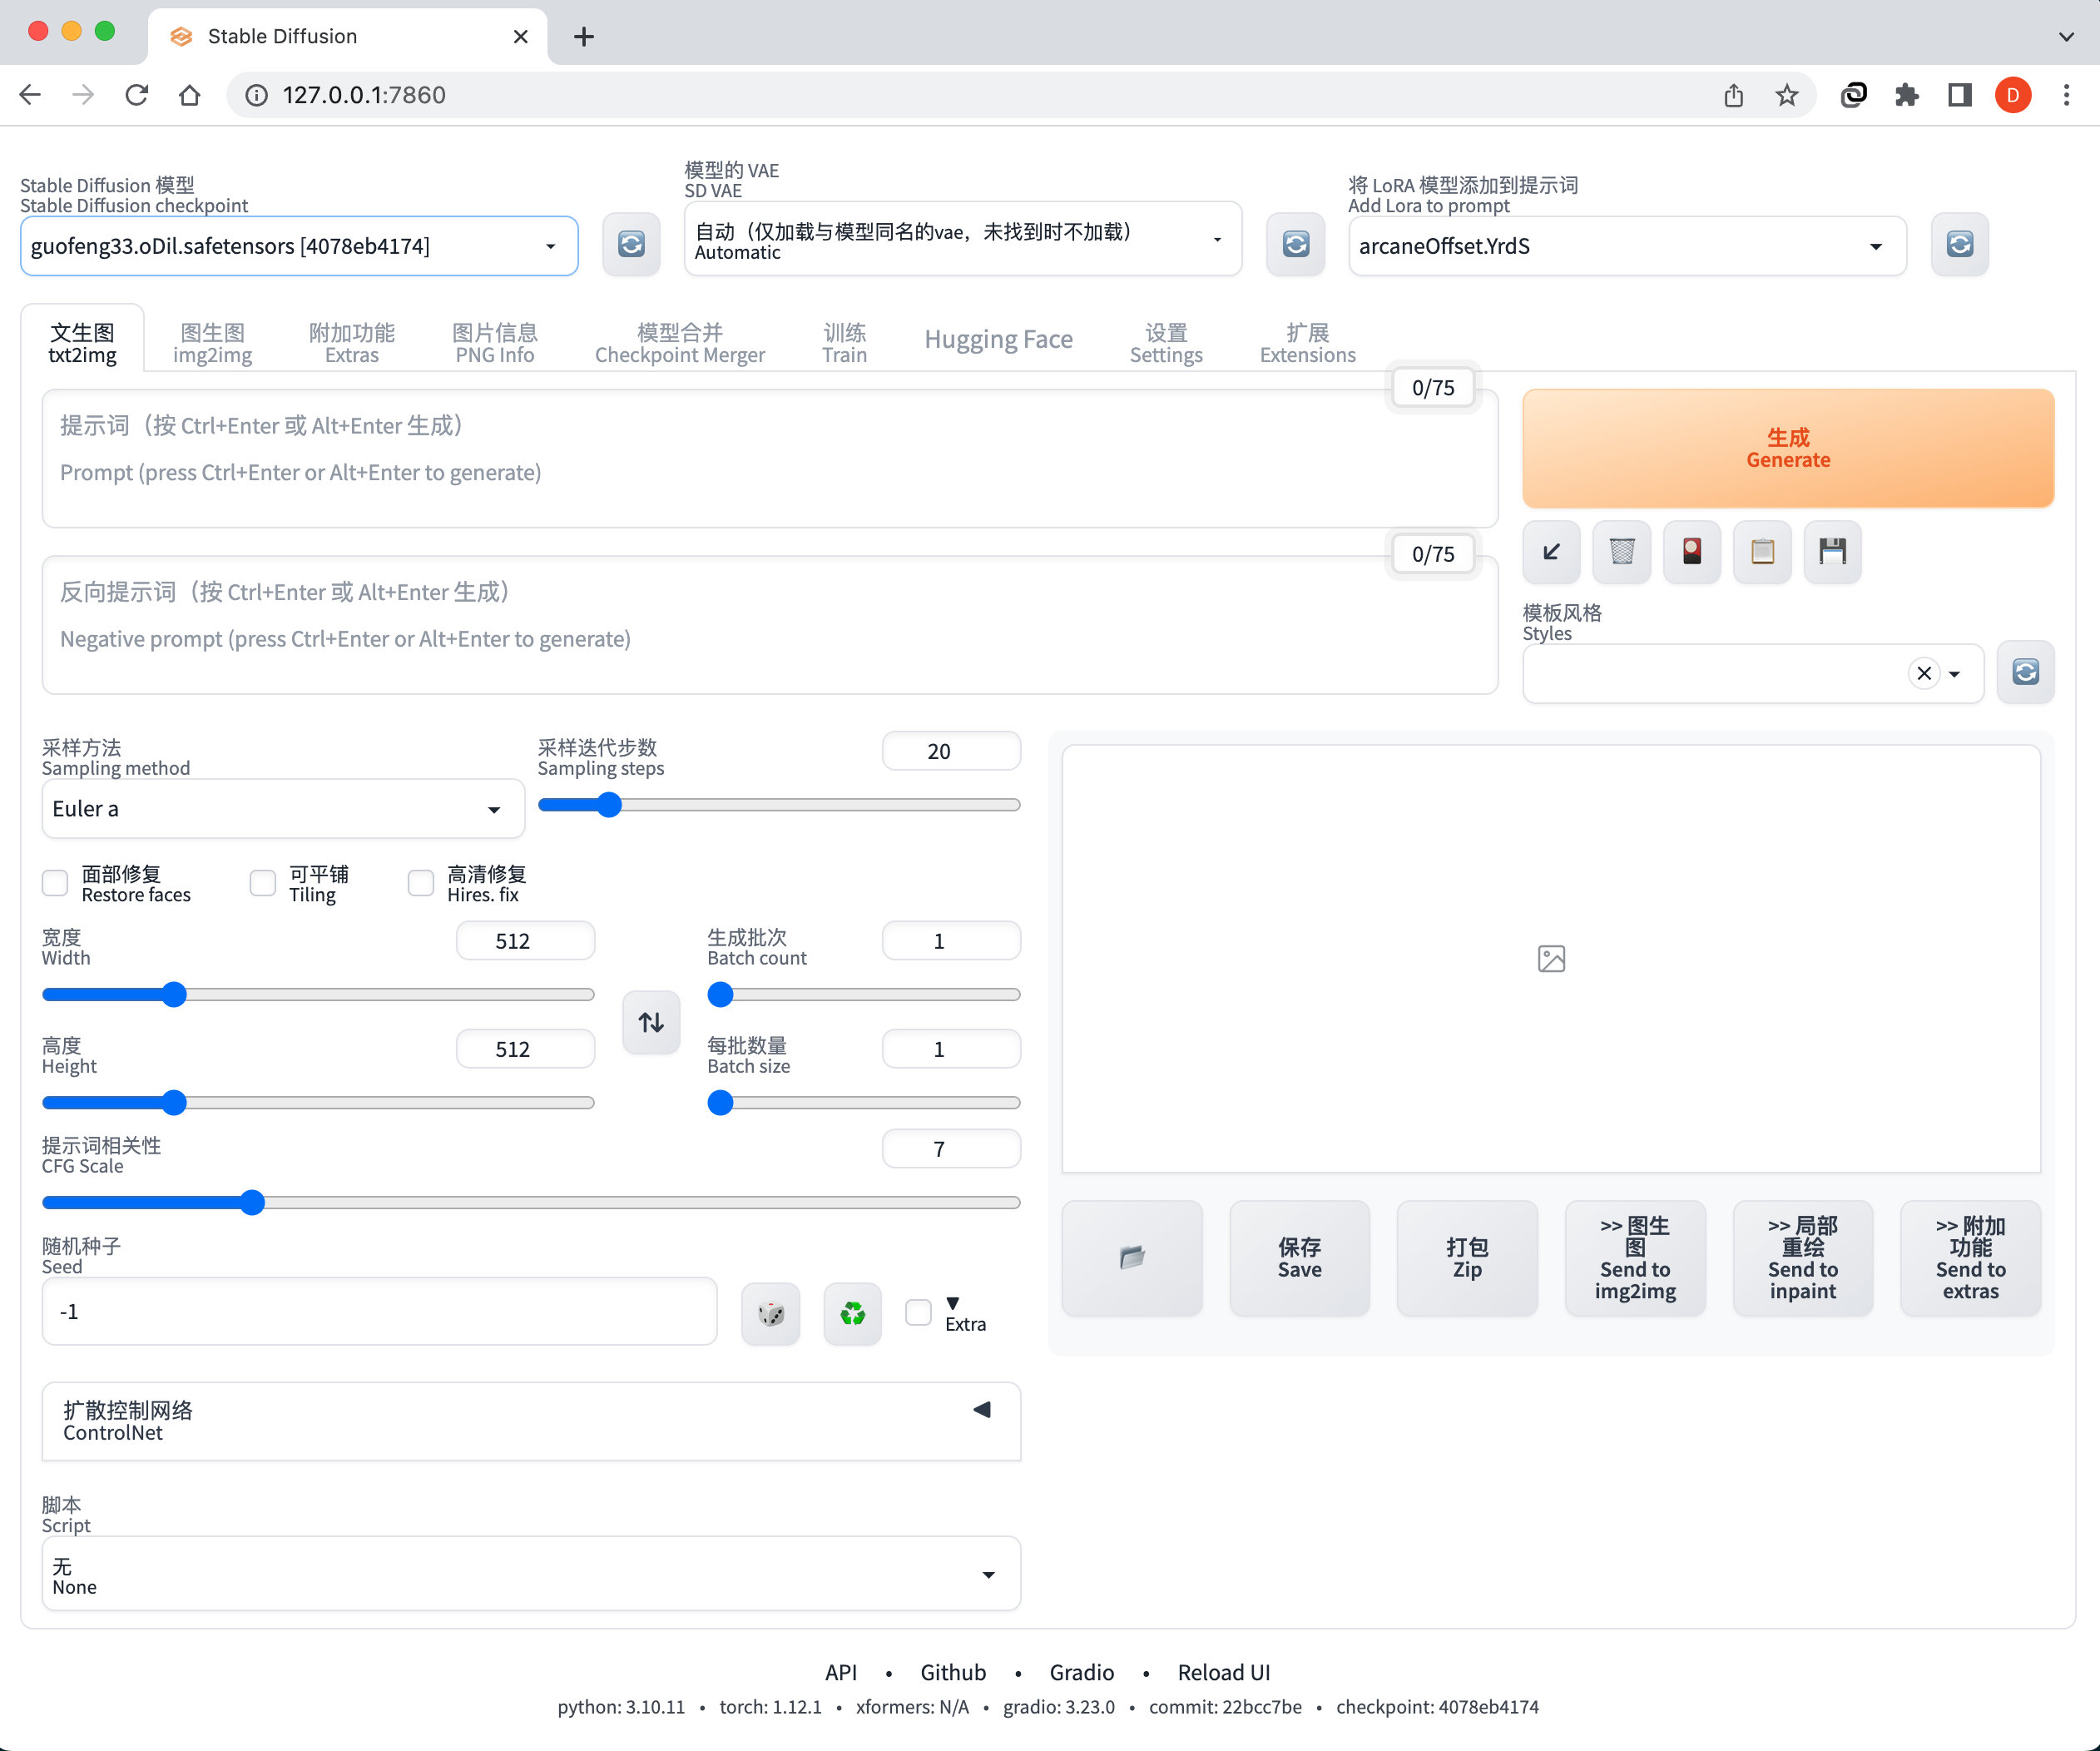 Stable Diffusion
127.0.0.1:7860
D
Stable Diffusion 模型
Stable Diffusion checkpoint
guofeng33.oDil.safetensors [4078eb4174]
模型的 VAE
SD VAE
自动（仅加载与模型同名的vae，未找到时不加载）
Automatic
将 LoRA 模型添加到提示词
Add Lora to prompt
arcaneOffset.YrdS
文生图
txt2img
图生图
img2img
附加功能
Extras
图片信息
PNG Info
模型合并
Checkpoint Merger
训练
Train
Hugging Face
设置
Settings
扩展
Extensions
0/75
提示词（按 Ctrl+Enter 或 Alt+Enter 生成）
Prompt (press Ctrl+Enter or Alt+Enter to generate)
0/75
反向提示词（按 Ctrl+Enter 或 Alt+Enter 生成）
Negative prompt (press Ctrl+Enter or Alt+Enter to generate)
生成
Generate
模板风格
Styles
采样方法
Sampling method
Euler a
采样迭代步数
Sampling steps
20
面部修复
Restore faces
可平铺
Tiling
高清修复
Hires. fix
宽度
Width
512
高度
Height
512
生成批次
Batch count
1
每批数量
Batch size
1
提示词相关性
CFG Scale
7
随机种子
Seed
-1
▼
Extra
扩散控制网络
ControlNet
脚本
Script
无
None
保存
Save
打包
Zip
>> 图生
图
Send to
img2img
>> 局部
重绘
Send to
inpaint
>> 附加
功能
Send to
extras
API • Github • Gradio • Reload UI
python: 3.10.11 • torch: 1.12.1 • xformers: N/A • gradio: 3.23.0 • commit: 22bcc7be • checkpoint: 4078eb4174